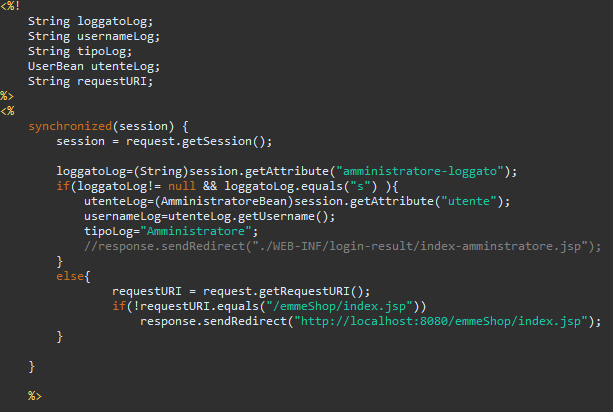 <%!
    String loggatoLog;
    String usernameLog;
    String tipoLog;
    UserBean utenteLog;
    String requestURI;
%>
<%
    synchronized(session) {
        session = request.getSession();
        loggatoLog=(String)session.getAttribute("amministratore-loggato");
        if(loggatoLog!= null && loggatoLog.equals("s") ){
            utenteLog=(AmministratoreBean)session.getAttribute("utente");
            usernameLog=utenteLog.getUsername();
            tipoLog="Amministratore";
            //response.sendRedirect("./WEB-INF/login-result/index-amminstratore.jsp");
        }
        else{
                requestURI = request.getRequestURI();
                if(!requestURI.equals("/emmeShop/index.jsp"))
                    response.sendRedirect("http://localhost:8080/emmeShop/index.jsp");
        }
    }
    %>